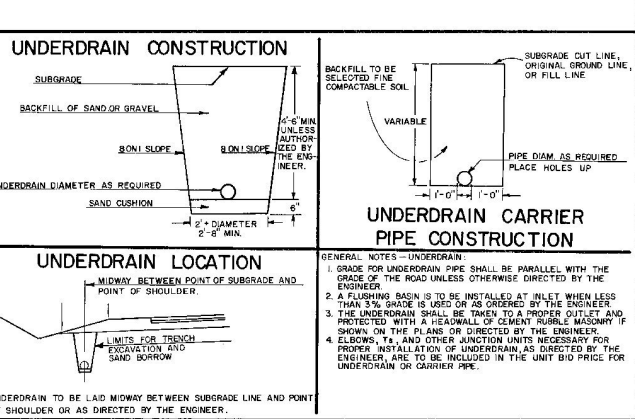 UNDERDRAIN CONSTRUCTION
SUBGRADE
BACKFILL OF SAND OR GRAVEL
8 ON 1 SLOPE
8 ON 1 SLOPE
4'-6" MIN.
UNLESS
AUTHOR-
IZED BY
THE ENG-
INEER.
UNDERDRAIN DIAMETER AS REQUIRED
SAND CUSHION
6"
2' + DIAMETER
2'-8" MIN.
SUBGRADE CUT LINE,
ORIGINAL GROUND LINE,
OR FILL LINE
BACKFILL TO BE
SELECTED FINE
COMPACTABLE SOIL
VARIABLE
PIPE DIAM. AS REQUIRED
PLACE HOLES UP
1'-0"
1'-0"
UNDERDRAIN CARRIER
PIPE CONSTRUCTION
UNDERDRAIN LOCATION
MIDWAY BETWEEN POINT OF SUBGRADE AND
POINT OF SHOULDER.
LIMITS FOR TRENCH
EXCAVATION AND
SAND BORROW
NDERDRAIN TO BE LAID MIDWAY BETWEEN SUBGRADE LINE AND POINT
SHOULDER OR AS DIRECTED BY THE ENGINEER.
GENERAL NOTES — UNDERDRAIN:
1. GRADE FOR UNDERDRAIN PIPE SHALL BE PARALLEL WITH THE
GRADE OF THE ROAD UNLESS OTHERWISE DIRECTED BY THE
ENGINEER.
2. A FLUSHING BASIN IS TO BE INSTALLED AT INLET WHEN LESS
THAN 3% GRADE IS USED OR AS ORDERED BY THE ENGINEER.
3. THE UNDERDRAIN SHALL BE TAKEN TO A PROPER OUTLET AND
PROTECTED WITH A HEADWALL OF CEMENT RUBBLE MASONRY IF
SHOWN ON THE PLANS OR DIRECTED BY THE ENGINEER.
4. ELBOWS, Ts, AND OTHER JUNCTION UNITS NECESSARY FOR
PROPER INSTALLATION OF UNDERDRAIN, AS DIRECTED BY THE
ENGINEER, ARE TO BE INCLUDED IN THE UNIT BID PRICE FOR
UNDERDRAIN OR CARRIER PIPE.